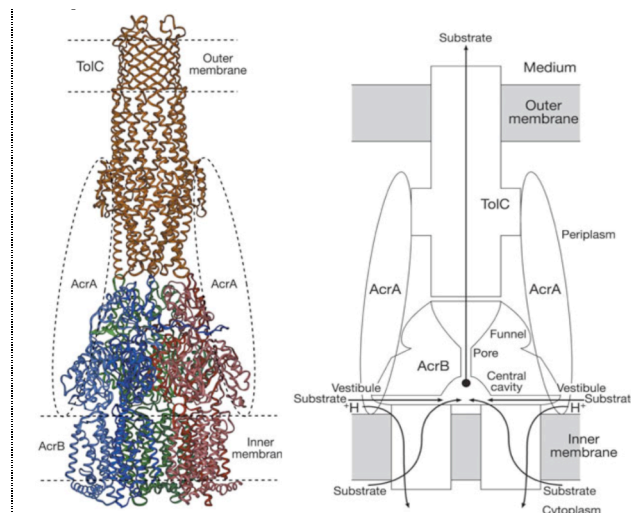 TolC
Outer
membrane
AcrA
AcrA
AcrB
Inner
membran
Substrate
Medium
Outer
membrane
TolC
Periplasm
AcrA
AcrA
Funnel
Pore
AcrB
Central
cavity
Vestibule
Vestibule
Substrate
Substrat
+H
H+
Inner
membrane
Substrate
Substrate
Cytoplasm